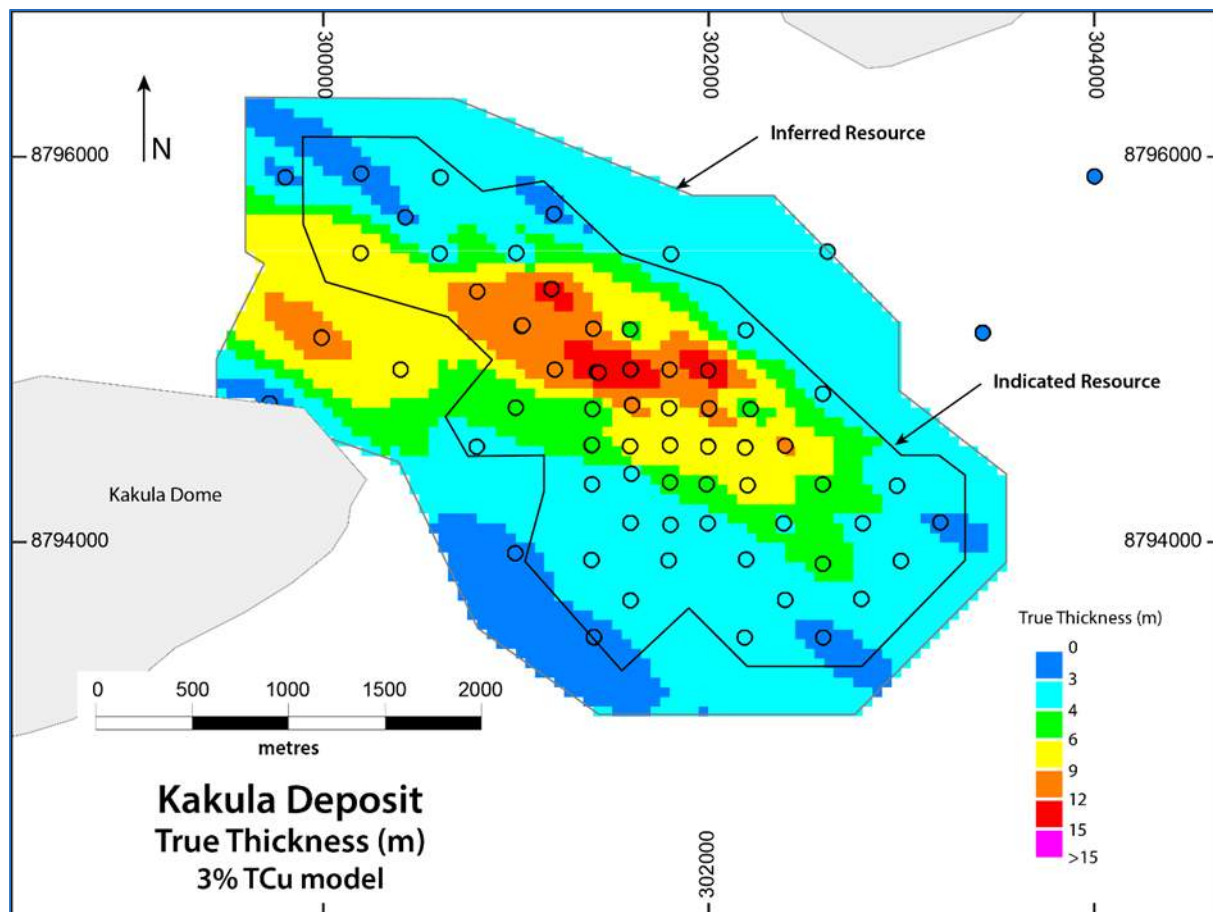 300000
302000
304000
N
8796000
8796000
Inferred Resource
Indicated Resource
Kakula Dome
8794000
8794000
True Thickness (m)
0
3
4
6
9
12
15
>15
0 500 1000 1500 2000
metres
Kakula Deposit
True Thickness (m)
3% TCu model
302000